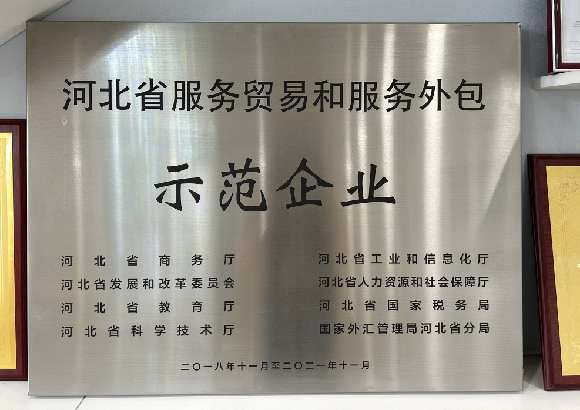 河北省服务贸易和服务外包
示范企业
河北省商务厅
河北省发展和改革委员会
河北省教育厅
河北省科学技术厅
河北省工业和信息化厅
河北省人力资源和社会保障厅
河北省国家税务局
国家外汇管理局河北省分局
二〇一八年十一月至二〇二一年十一月